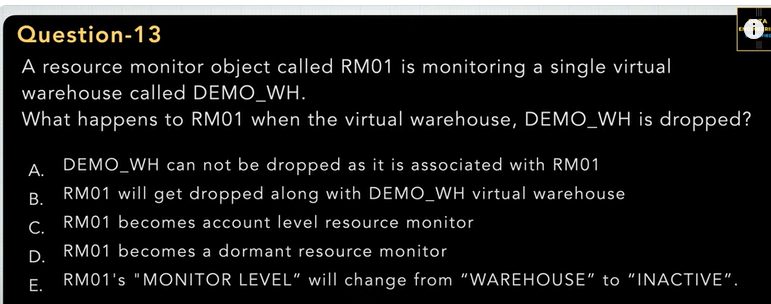 Question-13
A resource monitor object called RM01 is monitoring a single virtual
warehouse called DEMO_WH.
What happens to RM01 when the virtual warehouse, DEMO_WH is dropped?
A. DEMO_WH can not be dropped as it is associated with RM01
B. RM01 will get dropped along with DEMO_WH virtual warehouse
C. RM01 becomes account level resource monitor
D. RM01 becomes a dormant resource monitor
E. RM01's "MONITOR LEVEL” will change from “WAREHOUSE” to “INACTIVE”.